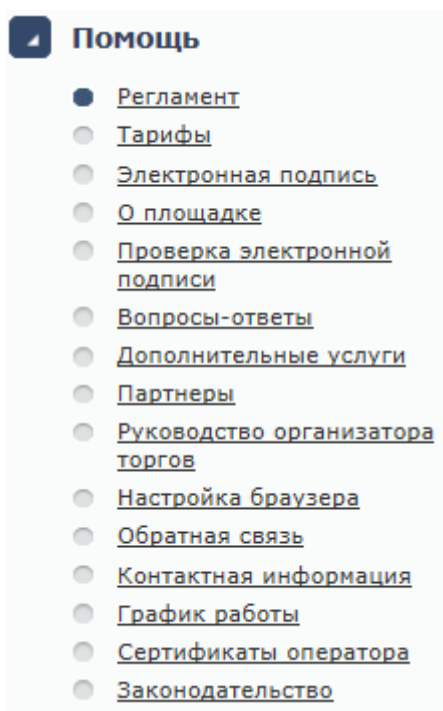 Помощь
Регламент
Тарифы
Электронная подпись
О площадке
Проверка электронной
подписи
Вопросы-ответы
Дополнительные услуги
Партнеры
Руководство организатора
торгов
Настройка браузера
Обратная связь
Контактная информация
График работы
Сертификаты оператора
Законодательство